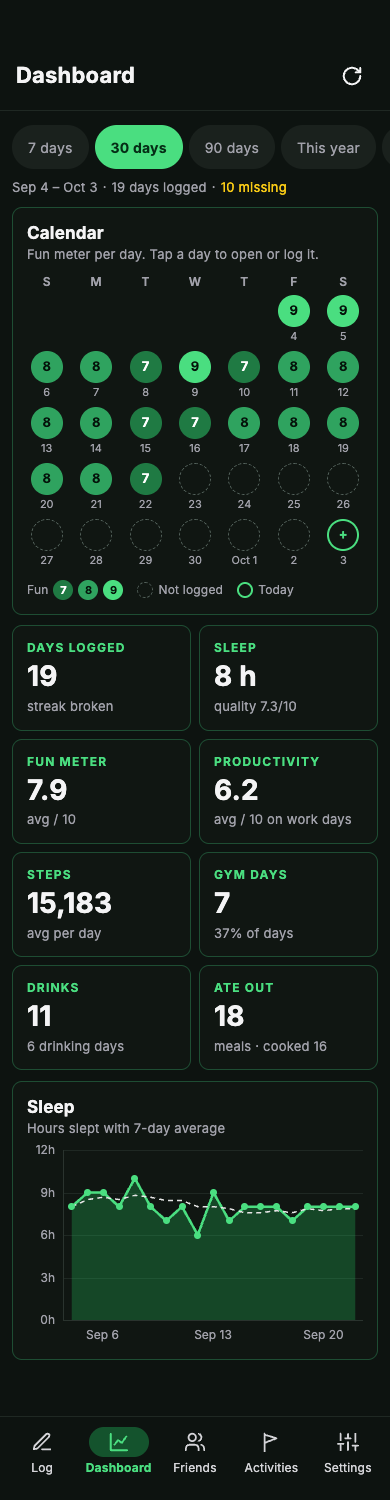 Dashboard
7 days 30 days 90 days This year
Sep 4 – Oct 3 · 19 days logged · 10 missing
Calendar
Fun meter per day. Tap a day to open or log it.
S M T W T F S
9 9
4 5
8 8 7 9 7 8 8
6 7 8 9 10 11 12
8 8 7 7 8 8 8
13 14 15 16 17 18 19
8 8 7
20 21 22 23 24 25 26
27 28 29 30 Oct 1 2 3
+
Fun 7 8 9 Not logged Today
DAYS LOGGED
19
streak broken
SLEEP
8 h
quality 7.3/10
FUN METER
7.9
avg / 10
PRODUCTIVITY
6.2
avg / 10 on work days
STEPS
15,183
avg per day
GYM DAYS
7
37% of days
DRINKS
11
6 drinking days
ATE OUT
18
meals · cooked 16
Sleep
Hours slept with 7-day average
12h
9h
6h
3h
0h
Sep 6 Sep 13 Sep 20
Log Dashboard Friends Activities Settings